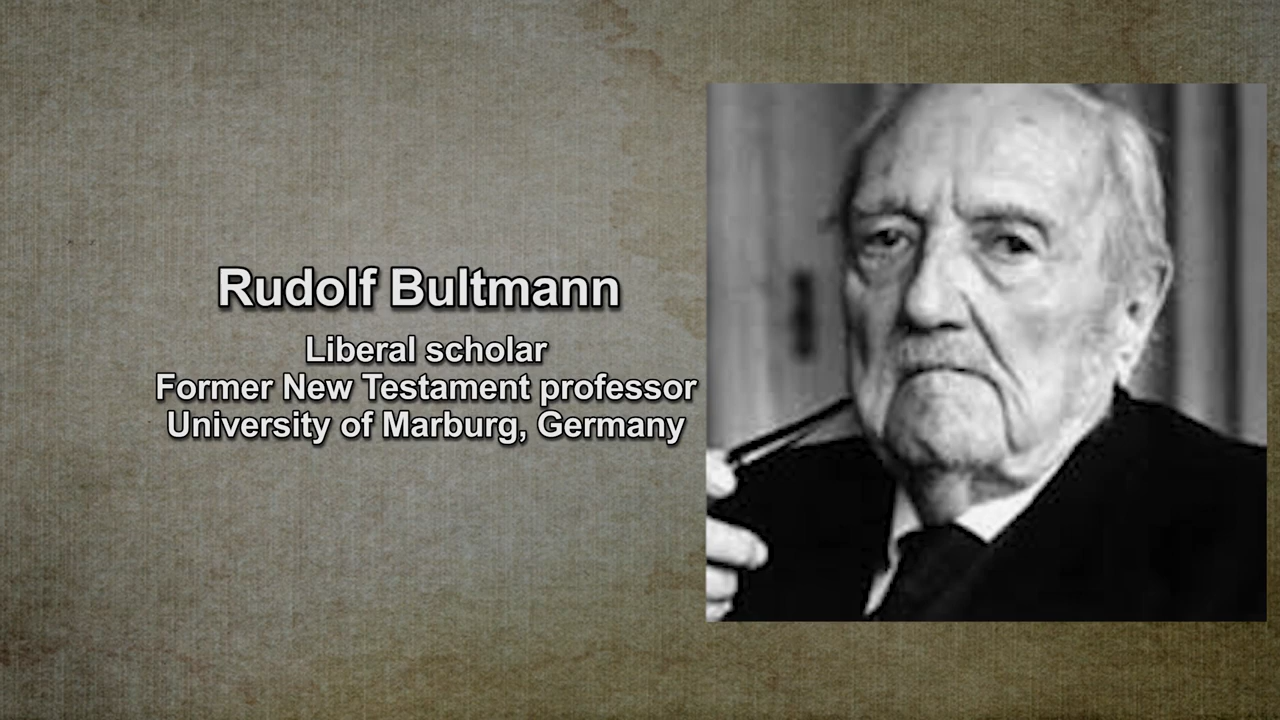 Rudolf Bultmann
Liberal scholar
Former New Testament professor
University of Marburg, Germany